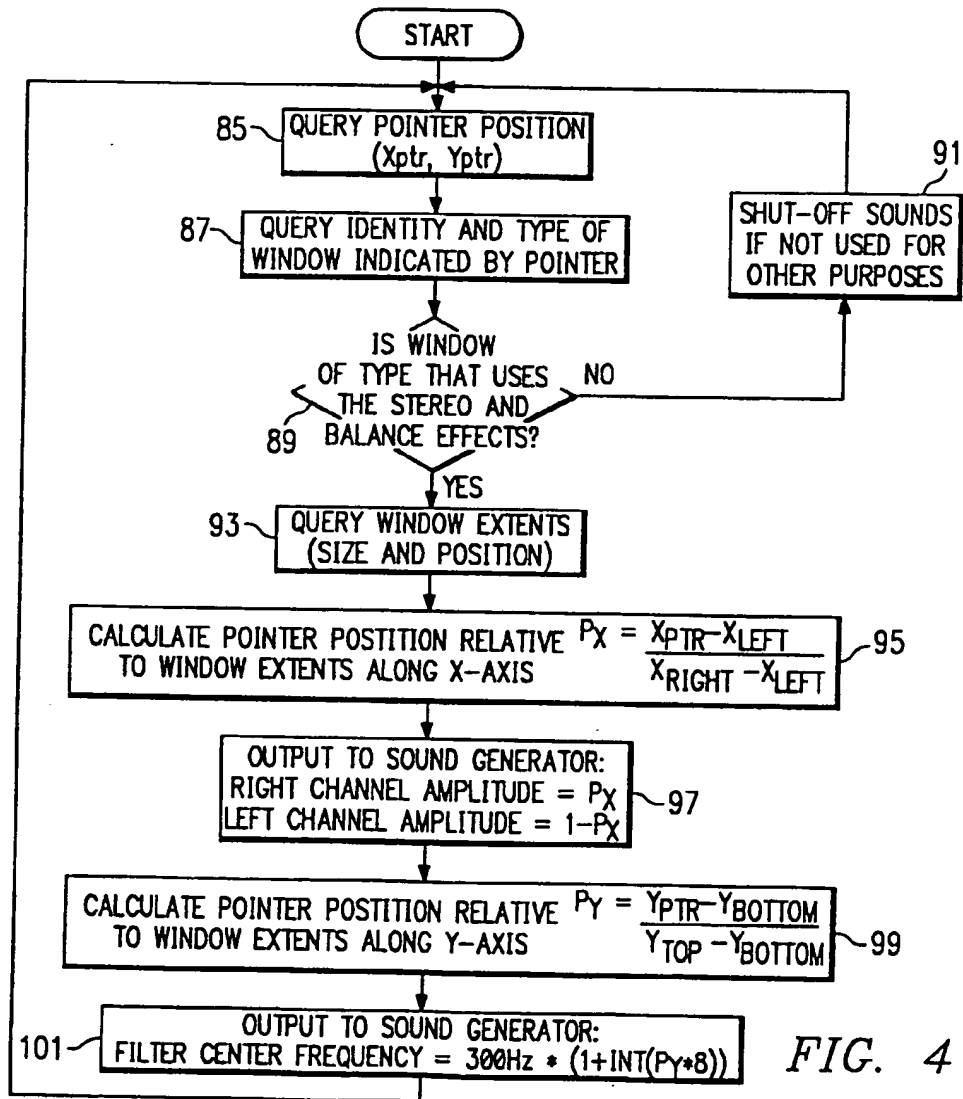 START
85
QUERY POINTER POSITION
(Xptr, Yptr)
91
SHUT-OFF SOUNDS
IF NOT USED FOR
OTHER PURPOSES
87
QUERY IDENTITY AND TYPE OF
WINDOW INDICATED BY POINTER
IS WINDOW
OF TYPE THAT USES
THE STEREO AND
BALANCE EFFECTS?
NO
89
YES
93
QUERY WINDOW EXTENTS
(SIZE AND POSITION)
CALCULATE POINTER POSTITION RELATIVE
TO WINDOW EXTENTS ALONG X-AXIS
PX = XPTR-XLEFT
XRIGHT -XLEFT
95
OUTPUT TO SOUND GENERATOR:
RIGHT CHANNEL AMPLITUDE = PX
LEFT CHANNEL AMPLITUDE = 1-PX
97
CALCULATE POINTER POSTITION RELATIVE
TO WINDOW EXTENTS ALONG Y-AXIS
PY = YPTR-YBOTTOM
YTOP -YBOTTOM
99
101
OUTPUT TO SOUND GENERATOR:
FILTER CENTER FREQUENCY = 300Hz * (1+INT(PY*8))
FIG. 4